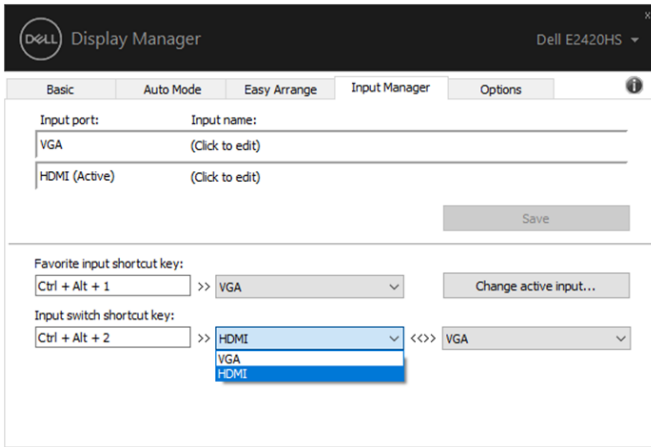 x
DELL Display Manager Dell E2420HS
Basic Auto Mode Easy Arrange Input Manager Options i
Input port: Input name:
VGA (Click to edit)
HDMI (Active) (Click to edit)
Save
Favorite input shortcut key:
Ctrl + Alt + 1 >> VGA Change active input...
Input switch shortcut key:
Ctrl + Alt + 2 >> HDMI <<>> VGA
VGA
HDMI